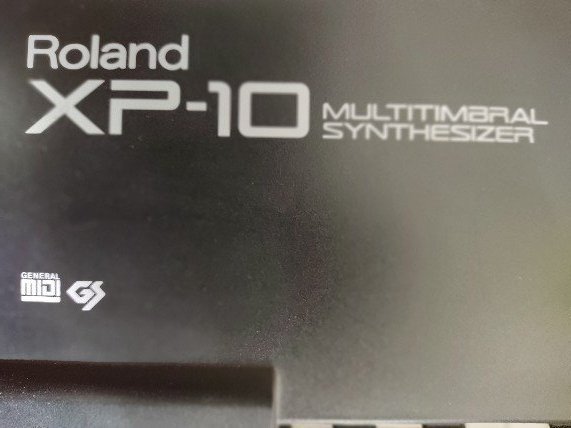 Roland
XP-10 MULTITIMBRAL
SYNTHESIZER
GENERAL
MIDI GS